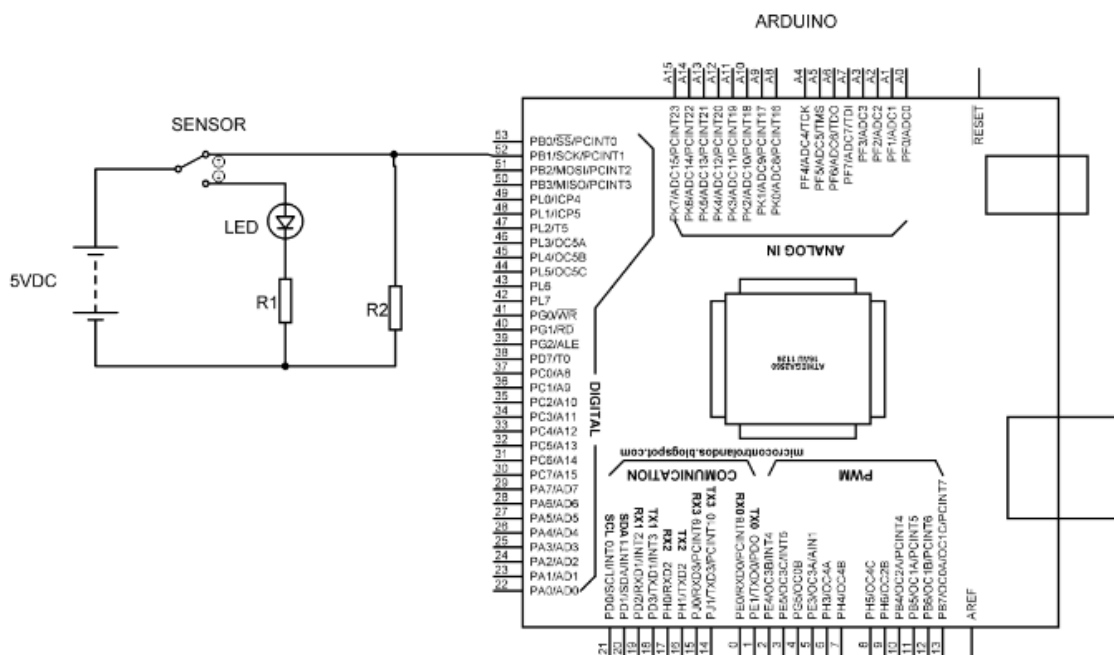 ARDUINO
SENSOR
LED
5VDC
R1
R2
A15
A14
A13
A12
A11
A10
A9
A8
A4
A5
A6
A7
A3
A2
A1
A0
PK7/ADC15/PCINT23
PK6/ADC14/PCINT22
PK5/ADC13/PCINT21
PK4/ADC12/PCINT20
PK3/ADC11/PCINT19
PK2/ADC10/PCINT18
PK1/ADC9/PCINT17
PK0/ADC8/PCINT16
PF4/ADC4/TCK
PF5/ADC5/TMS
PF6/ADC6/TDO
PF7/ADC7/TDI
PF3/ADC3
PF2/ADC2
PF1/ADC1
PF0/ADC0
RESET
ANALOG IN
53 PB0/SS/PCINT0
52 PB1/SCK/PCINT1
51 PB2/MOSI/PCINT2
50 PB3/MISO/PCINT3
49 PL0/ICP4
48 PL1/ICP5
47 PL2/T5
46 PL3/OC5A
45 PL4/OC5B
44 PL5/OC5C
43 PL6
42 PL7
41 PG0/WR
40 PG1/RD
39 PG2/ALE
38 PD7/T0
37 PC0/A8
36 PC1/A9
35 PC2/A10
34 PC3/A11
33 PC4/A12
32 PC5/A13
31 PC6/A14
30 PC7/A15
29 PA7/AD7
28 PA6/AD6
27 PA5/AD5
26 PA4/AD4
25 PA3/AD3
24 PA2/AD2
23 PA1/AD1
22 PA0/AD0
DIGITAL
ATMEGA2560
16AU 1126
microcontrolandos.blogspot.com
COMUNICATION
PWM
SCL
SDA
RX1
TX1
RX2
TX2
RX3
TX3
RX0
TX0
PD0/SCL/INT0
PD1/SDA/INT1
PD2/RXD1/INT2
PD3/TXD1/INT3
PH0/RXD2
PH1/TXD2
PJ0/RXD3/PCINT9
PJ1/TXD3/PCINT10
PE0/RXD0/PCINT8
PE1/TXD0/PDO
PE4/OC3B/INT4
PE5/OC3C/INT5
PG5/OC0B
PE3/OC3A/AIN1
PH3/OC4A
PH4/OC4B
PH5/OC4C
PH6/OC2B
PB4/OC2A/PCINT4
PB5/OC1A/PCINT5
PB6/OC1B/PCINT6
PB7/OC0A/OC1C/PCINT7
AREF
21
20
19
18
17
16
15
14
0
1
2
3
4
5
6
7
8
9
10
11
12
13